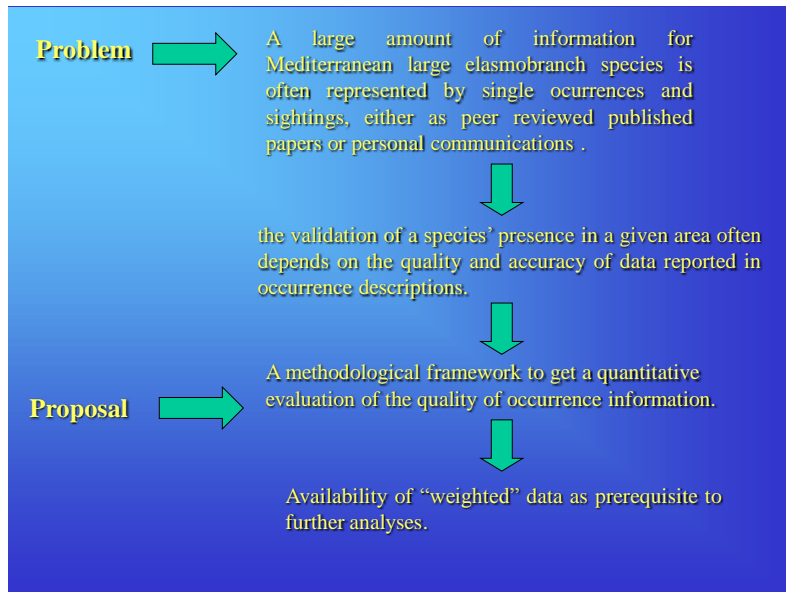 Problem
A large amount of information for
Mediterranean large elasmobranch species is
often represented by single ocurrences and
sightings, either as peer reviewed published
papers or personal communications .
the validation of a species’ presence in a given area often
depends on the quality and accuracy of data reported in
occurrence descriptions.
Proposal
A methodological framework to get a quantitative
evaluation of the quality of occurrence information.
Availability of “weighted” data as prerequisite to
further analyses.